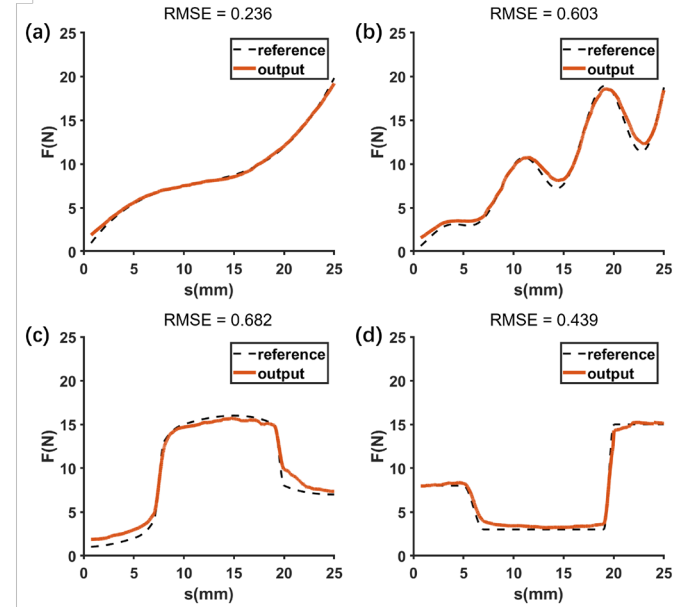 RMSE = 0.236
(a)
reference
output
25
20
15
10
5
0
F(N)
0 5 10 15 20 25
s(mm)
RMSE = 0.603
(b)
reference
output
25
20
15
10
5
0
F(N)
0 5 10 15 20 25
s(mm)
RMSE = 0.682
(c)
reference
output
25
20
15
10
5
0
F(N)
0 5 10 15 20 25
s(mm)
RMSE = 0.439
(d)
reference
output
25
20
15
10
5
0
F(N)
0 5 10 15 20 25
s(mm)